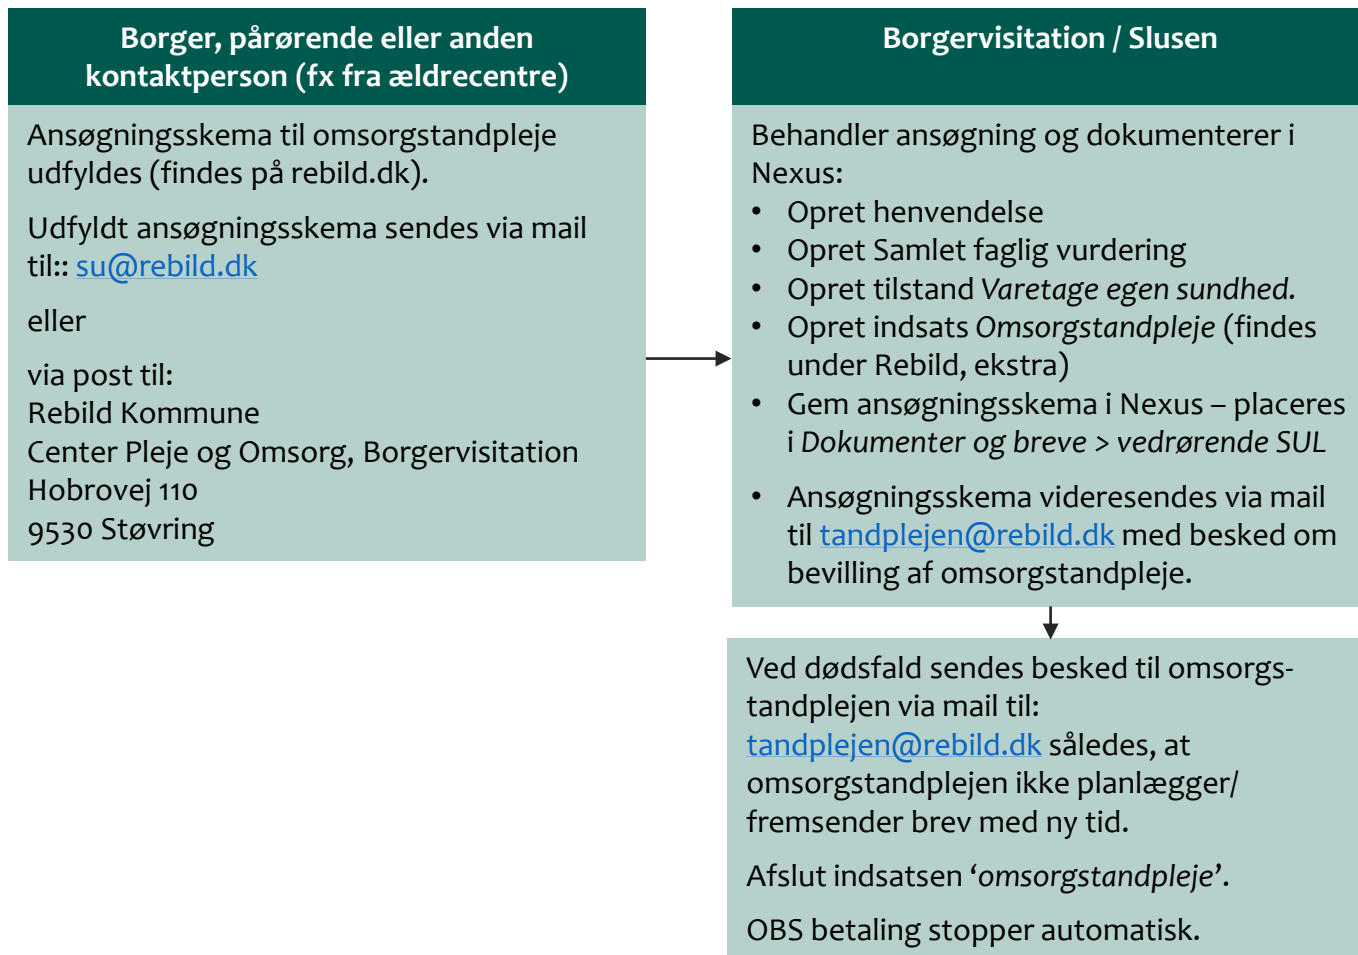 Borger, pårørende eller anden
kontaktperson (fx fra ældrecentre)
Ansøgningsskema til omsorgstandpleje
udfyldes (findes på rebild.dk).
Udfyldt ansøgningsskema sendes via mail
til:: su@rebild.dk
eller
via post til:
Rebild Kommune
Center Pleje og Omsorg, Borgervisitation
Hobrovej 110
9530 Støvring
Borgervisitation / Slusen
Behandler ansøgning og dokumenterer i
Nexus:
• Opret henvendelse
• Opret Samlet faglig vurdering
• Opret tilstand Varetage egen sundhed.
• Opret indsats Omsorgstandpleje (findes
under Rebild, ekstra)
• Gem ansøgningsskema i Nexus – placeres
i Dokumenter og breve > vedrørende SUL
• Ansøgningsskema videresendes via mail
til tandplejen@rebild.dk med besked om
bevilling af omsorgstandpleje.
Ved dødsfald sendes besked til omsorgs-
tandplejen via mail til:
tandplejen@rebild.dk således, at
omsorgstandplejen ikke planlægger/
fremsender brev med ny tid.
Afslut indsatsen ‘omsorgstandpleje’.
OBS betaling stopper automatisk.